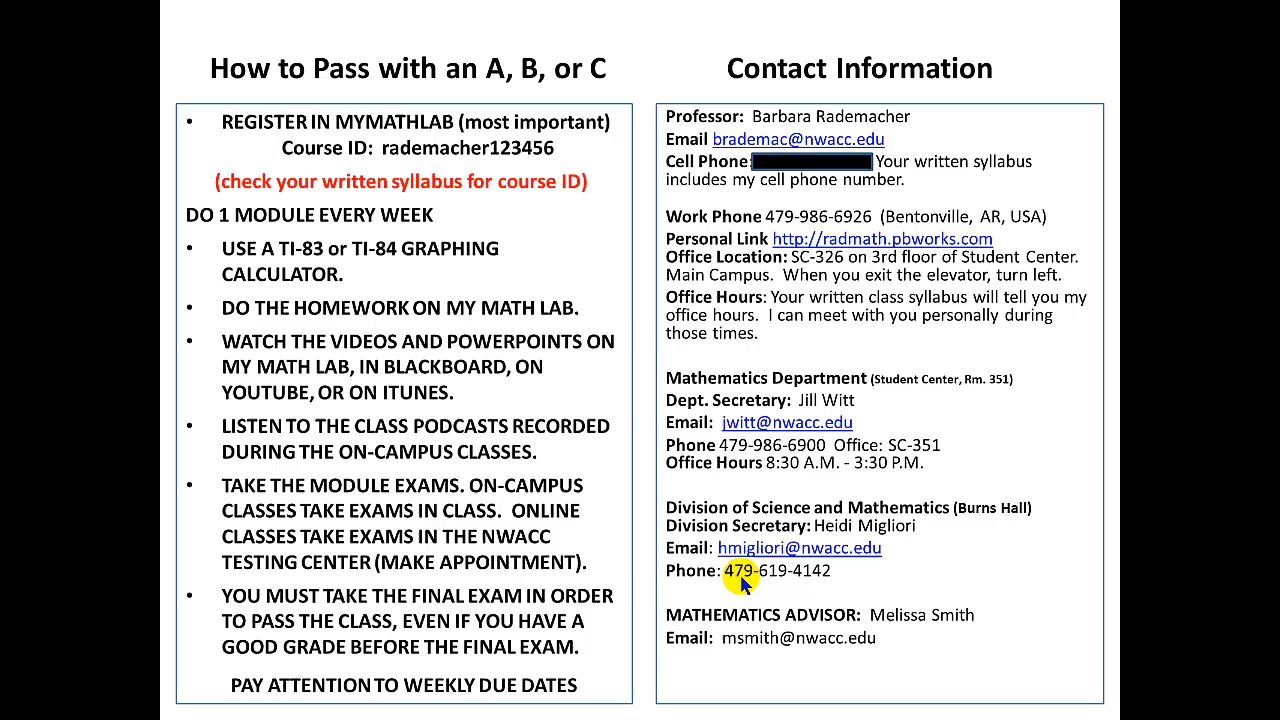 How to Pass with an A, B, or C
• REGISTER IN MYMATHLAB (most important)
Course ID: rademacher123456
(check your written syllabus for course ID)
DO 1 MODULE EVERY WEEK
• USE A TI-83 or TI-84 GRAPHING
CALCULATOR.
• DO THE HOMEWORK ON MY MATH LAB.
• WATCH THE VIDEOS AND POWERPOINTS ON
MY MATH LAB, IN BLACKBOARD, ON
YOUTUBE, OR ON ITUNES.
• LISTEN TO THE CLASS PODCASTS RECORDED
DURING THE ON-CAMPUS CLASSES.
• TAKE THE MODULE EXAMS. ON-CAMPUS
CLASSES TAKE EXAMS IN CLASS. ONLINE
CLASSES TAKE EXAMS IN THE NWACC
TESTING CENTER (MAKE APPOINTMENT).
• YOU MUST TAKE THE FINAL EXAM IN ORDER
TO PASS THE CLASS, EVEN IF YOU HAVE A
GOOD GRADE BEFORE THE FINAL EXAM.
PAY ATTENTION TO WEEKLY DUE DATES
Contact Information
Professor: Barbara Rademacher
Email brademac@nwacc.edu
Cell Phone: Your written syllabus
includes my cell phone number.
Work Phone 479-986-6926 (Bentonville, AR, USA)
Personal Link http://radmath.pbworks.com
Office Location: SC-326 on 3rd floor of Student Center.
Main Campus. When you exit the elevator, turn left.
Office Hours: Your written class syllabus will tell you my
office hours. I can meet with you personally during
those times.
Mathematics Department (Student Center, Rm. 351)
Dept. Secretary: Jill Witt
Email: jwitt@nwacc.edu
Phone 479-986-6900 Office: SC-351
Office Hours 8:30 A.M. - 3:30 P.M.
Division of Science and Mathematics (Burns Hall)
Division Secretary: Heidi Migliori
Email: hmigliori@nwacc.edu
Phone: 479-619-4142
MATHEMATICS ADVISOR: Melissa Smith
Email: msmith@nwacc.edu